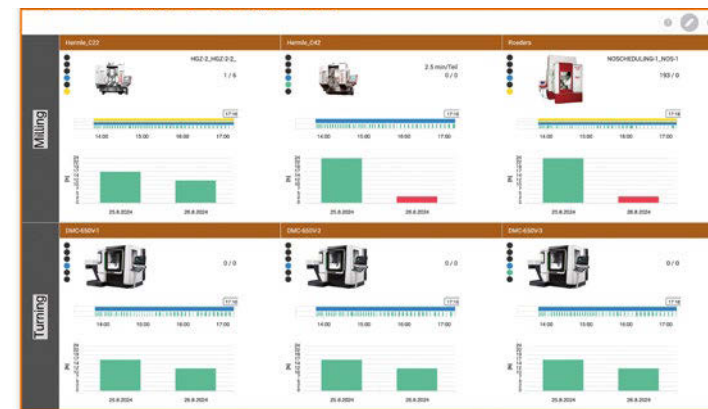 Hermle_C22
Hermle_C42
Roeders
Milling
HGZ-2_HGZ-2-2_
1 / 6
2.5 min/Teil
0 / 0
NOSCHEDULING-1_NOS-1
193 / 0
17:16
17:16
17:16
14:00 15:00 16:00 17:00
14:00 15:00 16:00 17:00
14:00 15:00 16:00 17:00
[h]
[h]
[h]
25.8.2024 26.8.2024
25.8.2024 26.8.2024
25.8.2024 26.8.2024
DMC-650V-1
DMC-650V-2
DMC-650V-3
Turning
0 / 0
0 / 0
0 / 0
17:16
17:16
17:16
14:00 15:00 16:00 17:00
14:00 15:00 16:00 17:00
14:00 15:00 16:00 17:00
[h]
[h]
[h]
25.8.2024 26.8.2024
25.8.2024 26.8.2024
25.8.2024 26.8.2024